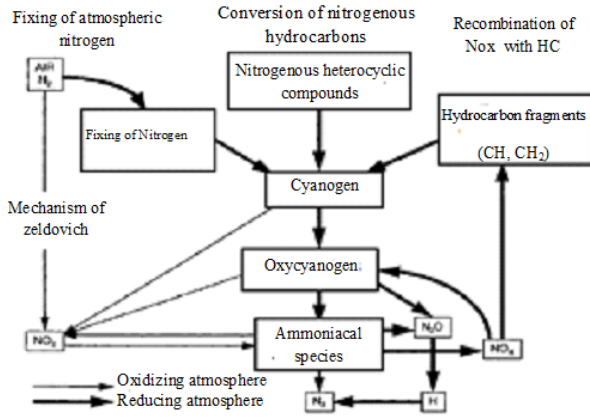 Fixing of atmospheric
nitrogen
Conversion of nitrogenous
hydrocarbons
Recombination of
Nox with HC
AIR
N₂
Nitrogenous heterocyclic
compounds
Fixing of Nitrogen
Hydrocarbon fragments
(CH, CH₂)
Cyanogen
Mechanism of
zeldovich
Oxycyanogen
NOₓ
Ammoniacal
species
N₂O
NOₓ
Oxidizing atmosphere
Reducing atmosphere
N₂
H